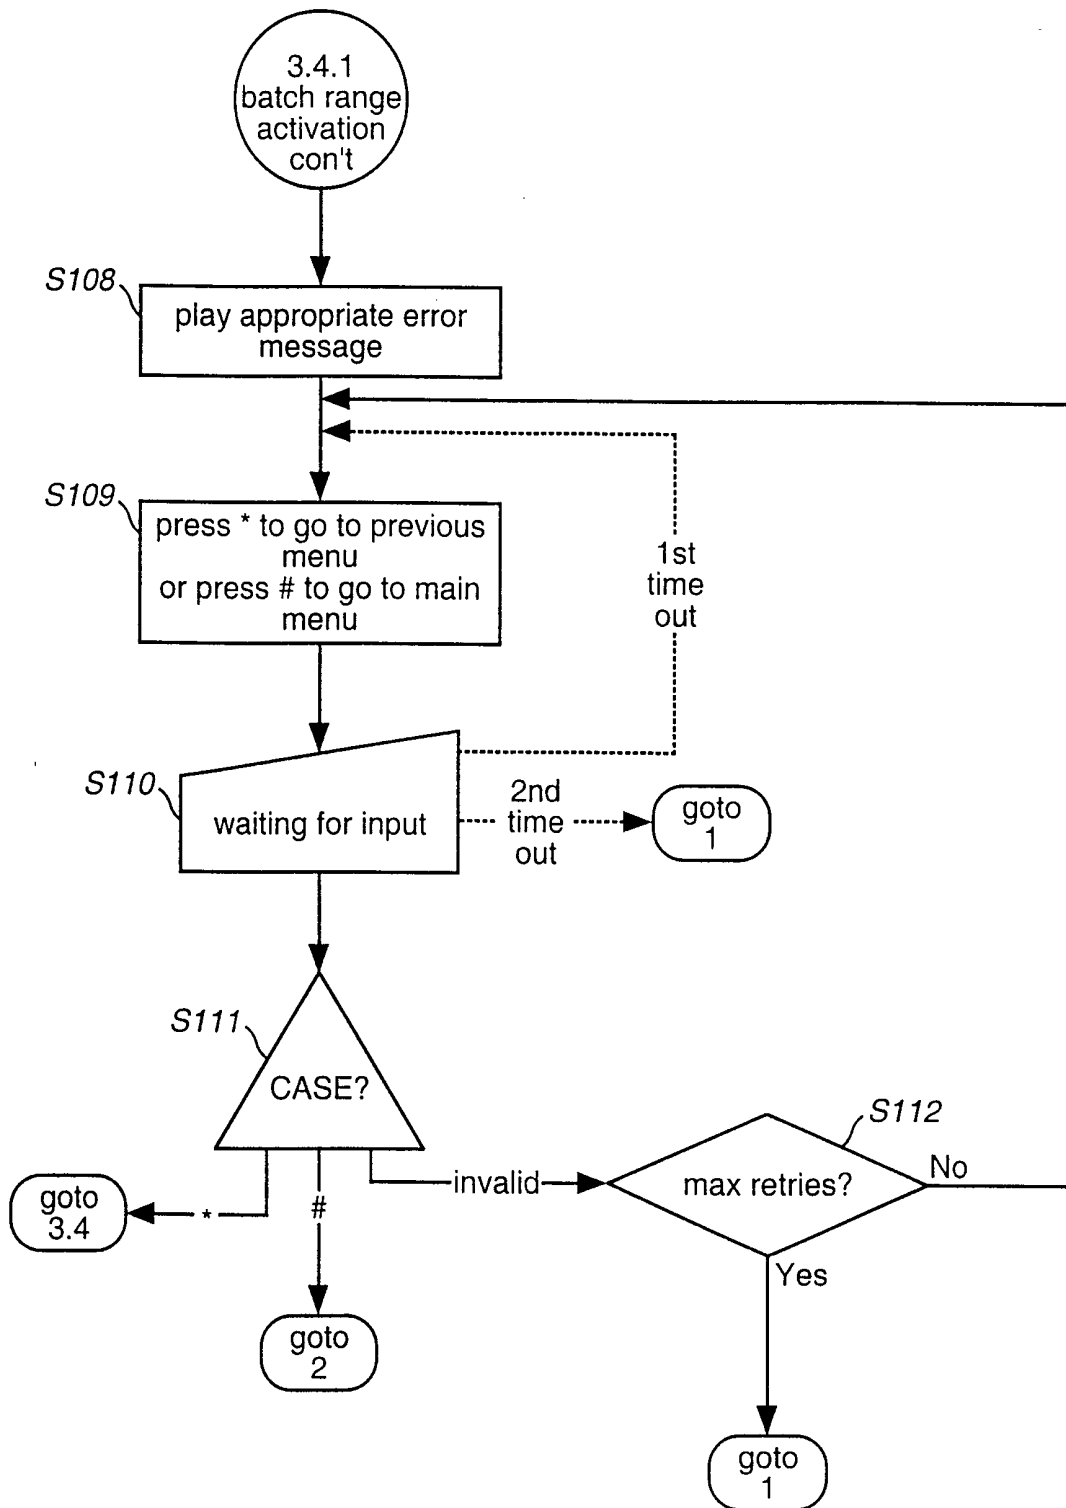 3.4.1
batch range
activation
con't
S108
play appropriate error
message
S109
press * to go to previous
menu
or press # to go to main
menu
1st
time
out
S110
waiting for input
2nd
time
out
goto
1
S111
CASE?
S112
max retries?
No
invalid
goto
3.4
*
#
Yes
goto
2
goto
1